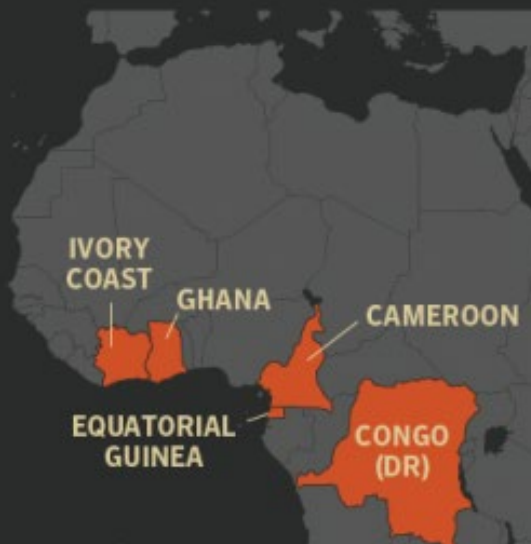 IVORY
COAST
GHANA
CAMEROON
EQUATORIAL
GUINEA
CONGO
(DR)